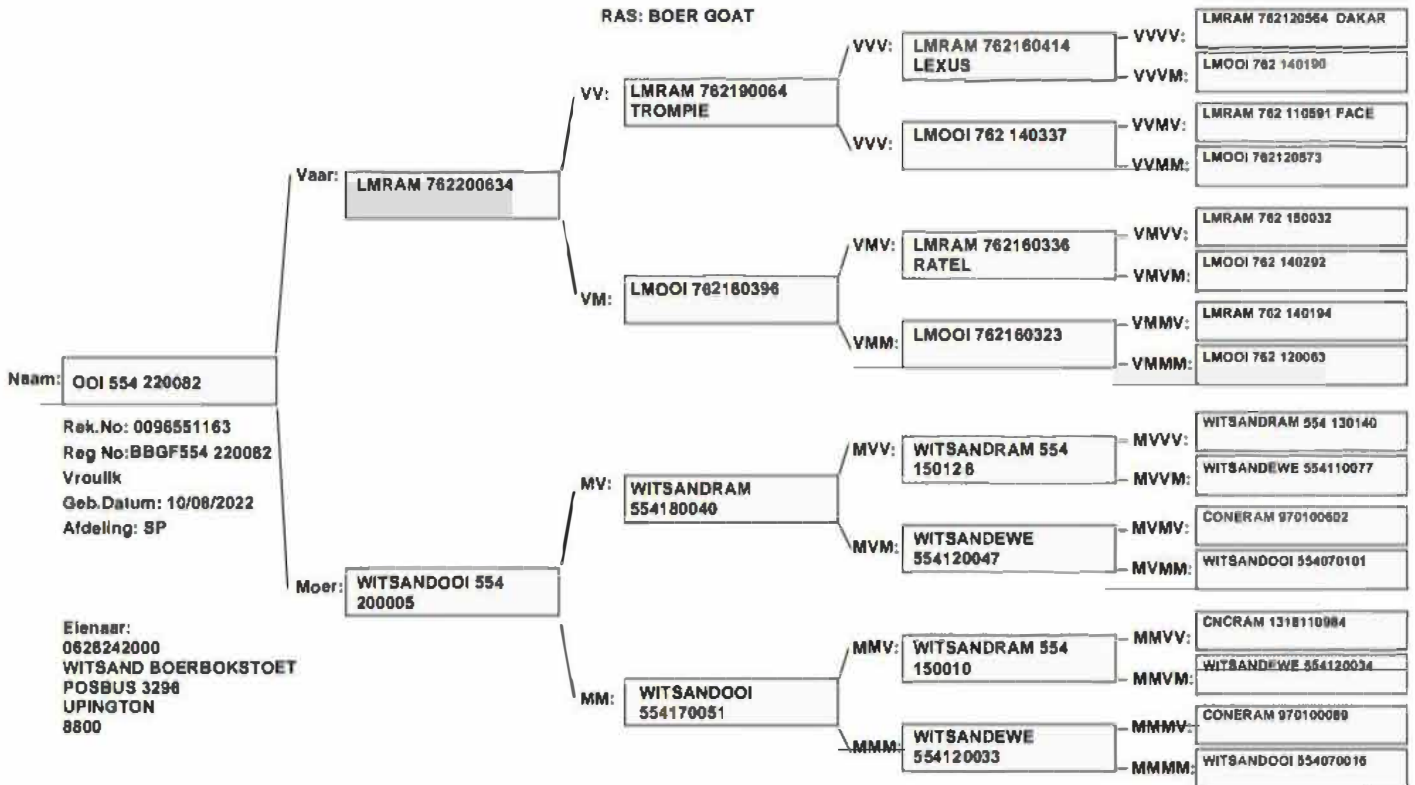 RAS: BOER GOAT
Naam: OOI 554 220082
Rek.No: 0096551163
Reg No:BBGF554 220082
Vroulik
Geb.Datum: 10/08/2022
Afdeling: SP
Eienaar:
0626242000
WITSAND BOERBOKSTOET
POSBUS 3296
UPINGTON
8800
Vaar: LMRAM 762200634
Moer: WITSANDOOI 554
200005
VV: LMRAM 762190064
TROMPIE
VM: LMOOI 762180396
MV: WITSANDRAM
554180040
MM: WITSANDOOI
554170051
VVV: LMRAM 762160414
LEXUS
VVV: LMOOI 762 140337
VMV: LMRAM 762160336
RATEL
VMM: LMOOI 762160323
MVV: WITSANDRAM 554
150126
MVM: WITSANDEWE
554120047
MMV: WITSANDRAM 554
150010
MMM: WITSANDEWE
554120033
VVVV: LMRAM 762120564 DAKAR
VVVM: LMOOI 762 140190
VVMV: LMRAM 762 110591 FACE
VVMM: LMOOI 762120573
VMVV: LMRAM 762 150032
VMVM: LMOOI 762 140292
VMMV: LMRAM 762 140194
VMMM: LMOOI 762 120063
MVVV: WITSANDRAM 554 130140
MVVM: WITSANDEWE 554110077
MVMV: CONERAM 970100602
MVMM: WITSANDOOI 554070101
MMVV: CNCRAM 1318110984
MMVM: WITSANDEWE 554120034
MMMV: CONERAM 970100089
MMMM: WITSANDOOI 554070016